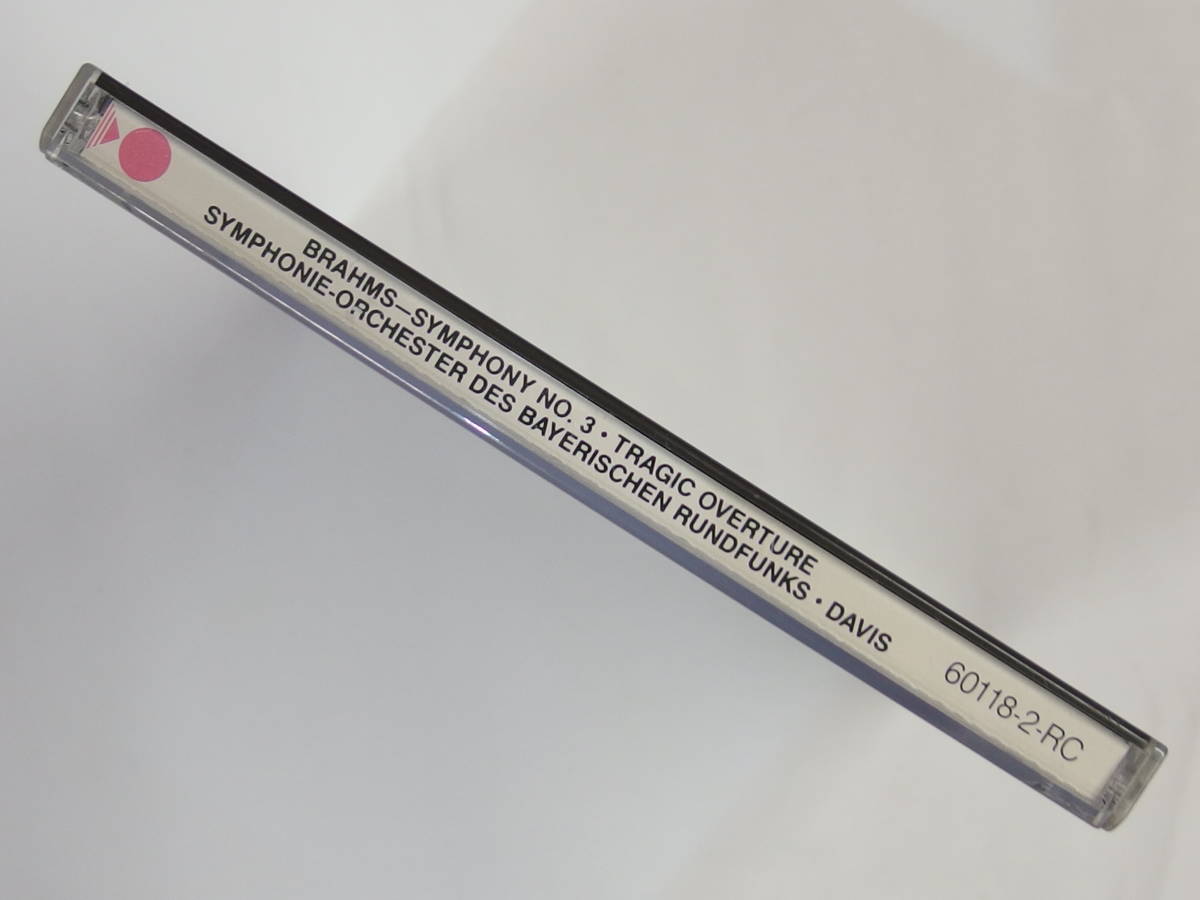 BRAHMS—SYMPHONY NO. 3 • TRAGIC OVERTURE
SYMPHONIE-ORCHESTER DES BAYERISCHEN RUNDFUNKS • DAVIS
60118-2-RC